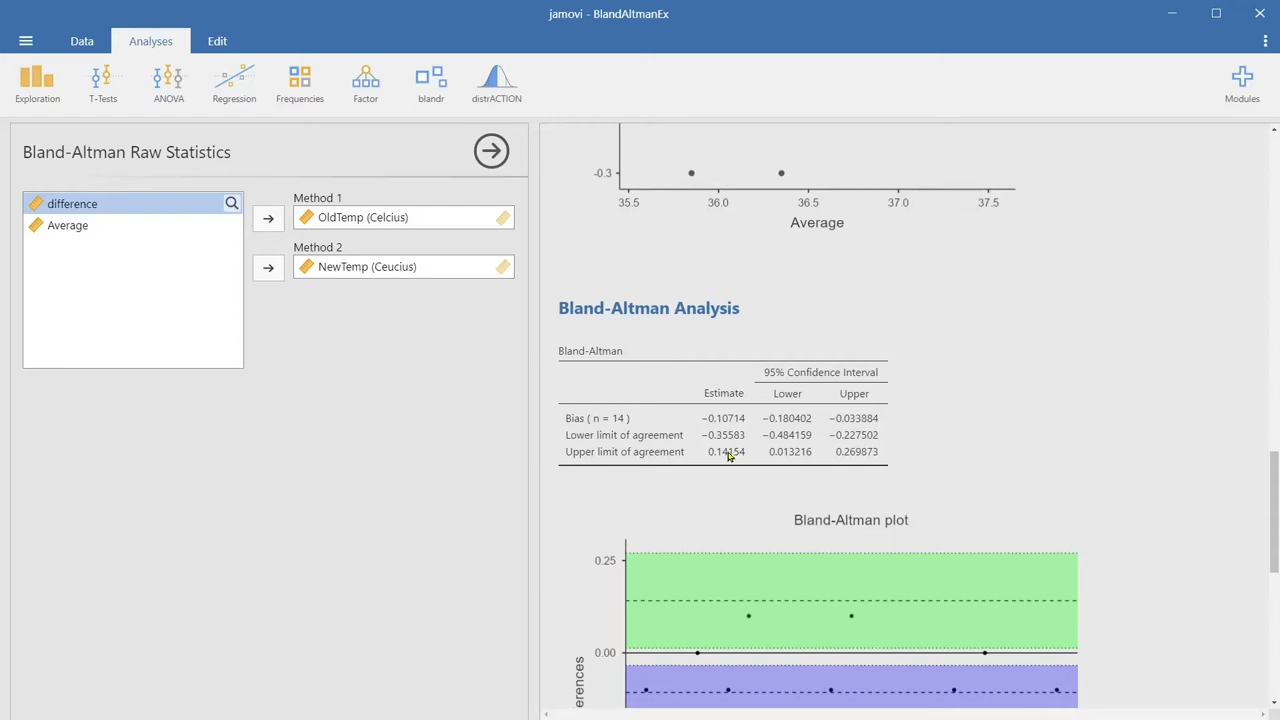 jamovi - BlandAltmanEx
Data Analyses Edit
Exploration T-Tests ANOVA Regression Frequencies Factor blandr distrACTION Modules
Bland-Altman Raw Statistics
difference
Average
Method 1
OldTemp (Celcius)
Method 2
NewTemp (Ceucius)
-0.3
35.5 36.0 36.5 37.0 37.5
Average
Bland-Altman Analysis
Bland-Altman
95% Confidence Interval
Estimate Lower Upper
Bias ( n = 14 ) −0.10714 −0.180402 −0.033884
Lower limit of agreement −0.35583 −0.484159 −0.227502
Upper limit of agreement 0.14154 0.013216 0.269873
Bland-Altman plot
0.25
0.00
erences